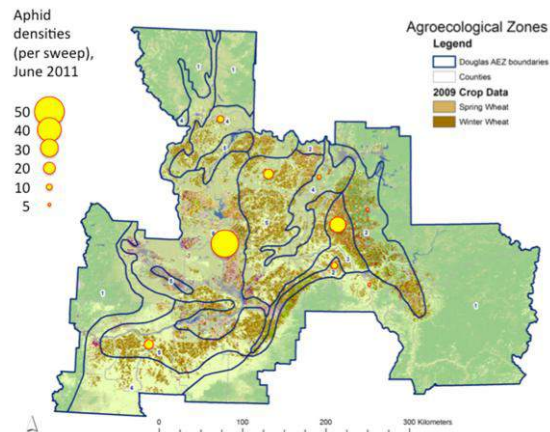 Aphid
densities
(per sweep),
June 2011
50
40
30
20
10
5
Agroecological Zones
Legend
Douglas AEZ boundaries
Counties
2009 Crop Data
Spring Wheat
Winter Wheat
0 100 200 300 Kilometers